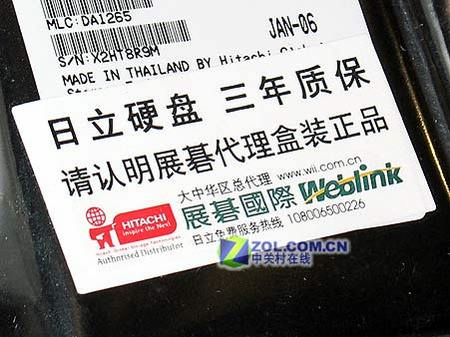 MLC:DA1265
JAN-06
S/N:X2HT8R9M
MADE IN THAILAND BY Hitachi
日立硬盘 三年质保
请认明展碁代理盒装正品
大中华区总代理 www.wii.com.cn
HITACHI
Inspire the Next
展碁國際 Weblink
Authorised Distributor
日立免费服务热线 108006500226
ZOL.COM.CN
中关村在线